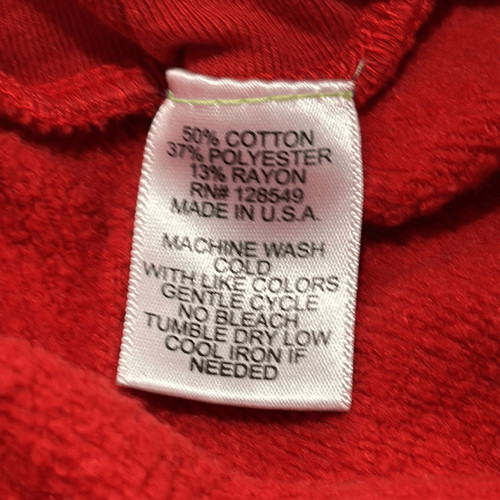 50% COTTON
37% POLYESTER
13% RAYON
RN# 128549
MADE IN U.S.A.
MACHINE WASH
COLD
WITH LIKE COLORS
GENTLE CYCLE
NO BLEACH
TUMBLE DRY LOW
COOL IRON IF
NEEDED